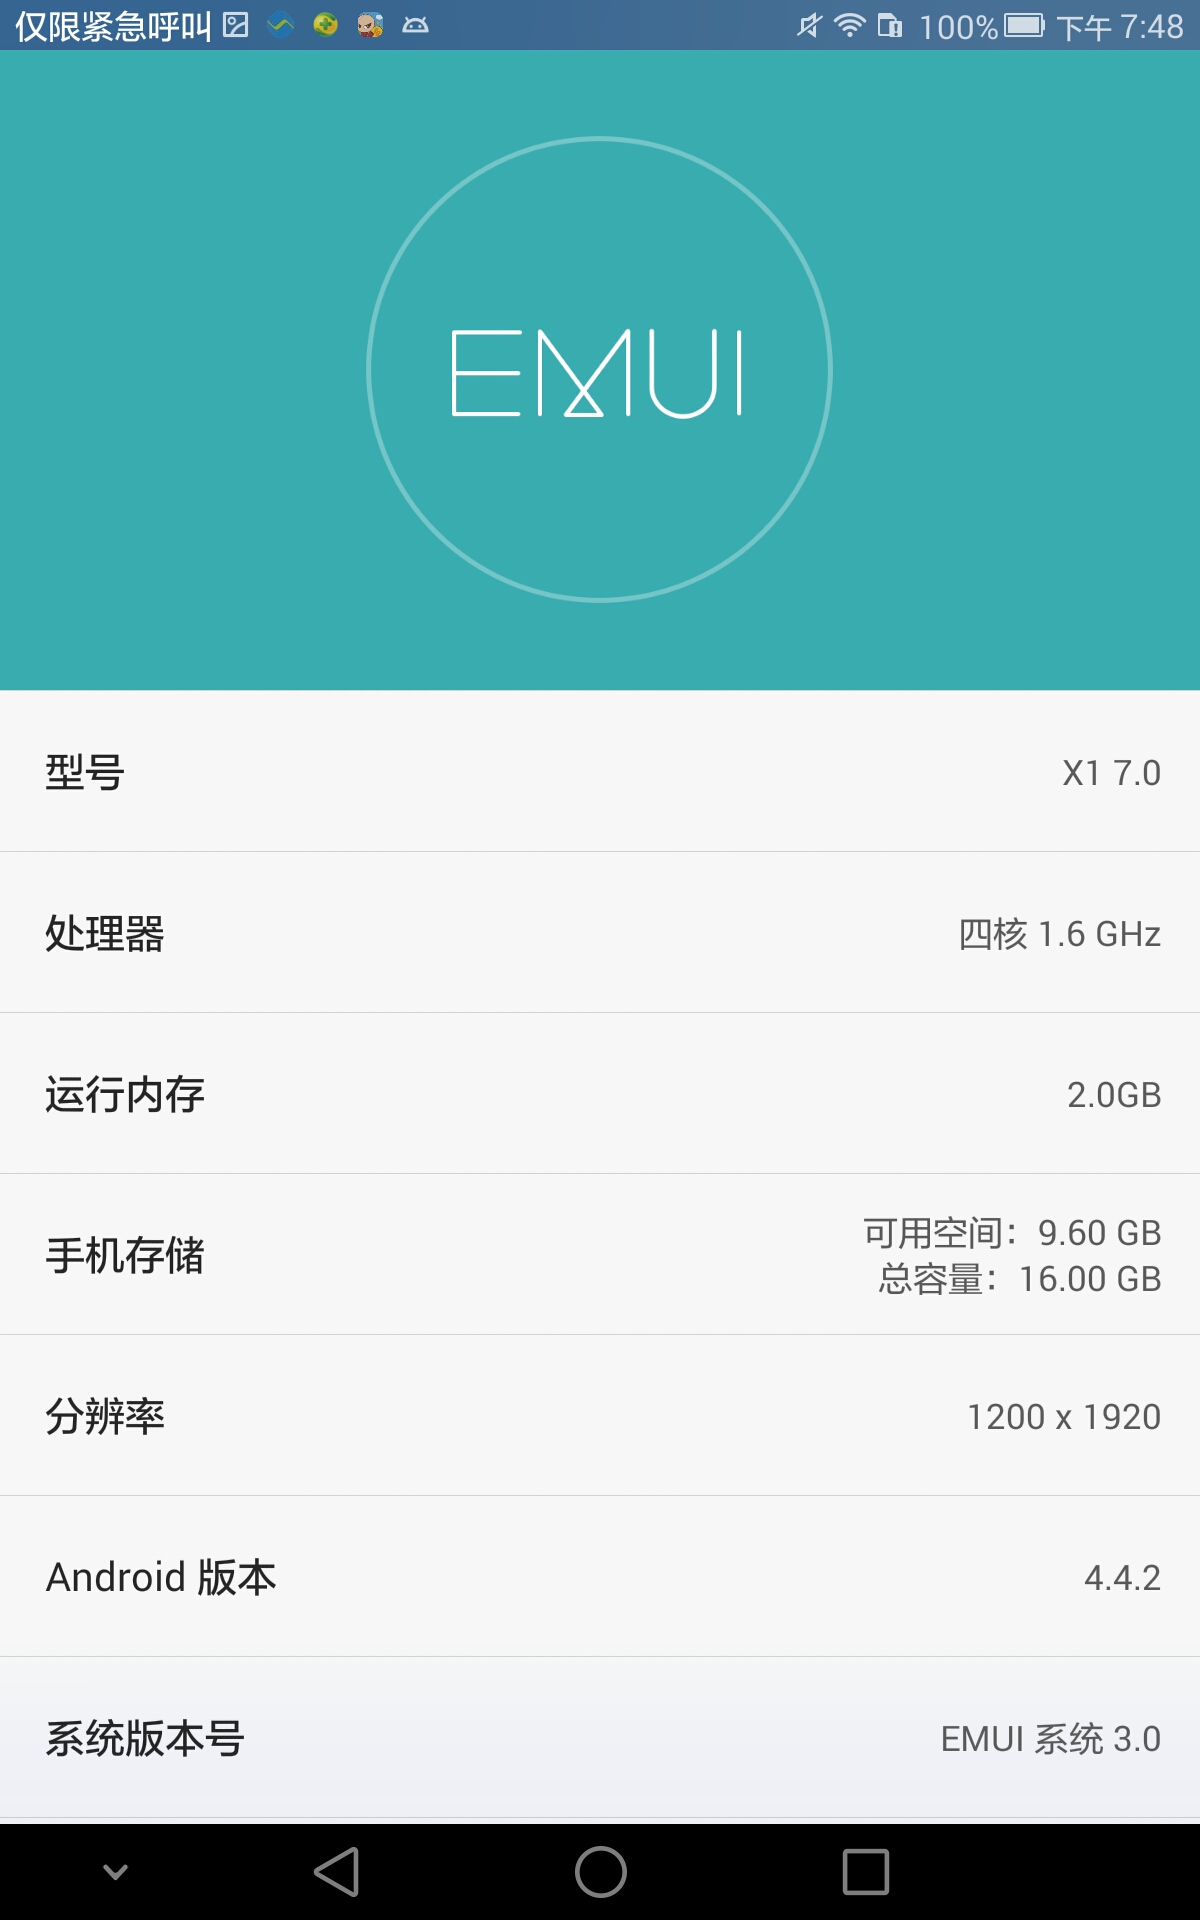 仅限紧急呼叫 100% 下午 7:48
EMUI
型号 X1 7.0
处理器 四核 1.6 GHz
运行内存 2.0GB
手机存储 可用空间：9.60 GB
总容量：16.00 GB
分辨率 1200 x 1920
Android 版本 4.4.2
系统版本号 EMUI 系统 3.0